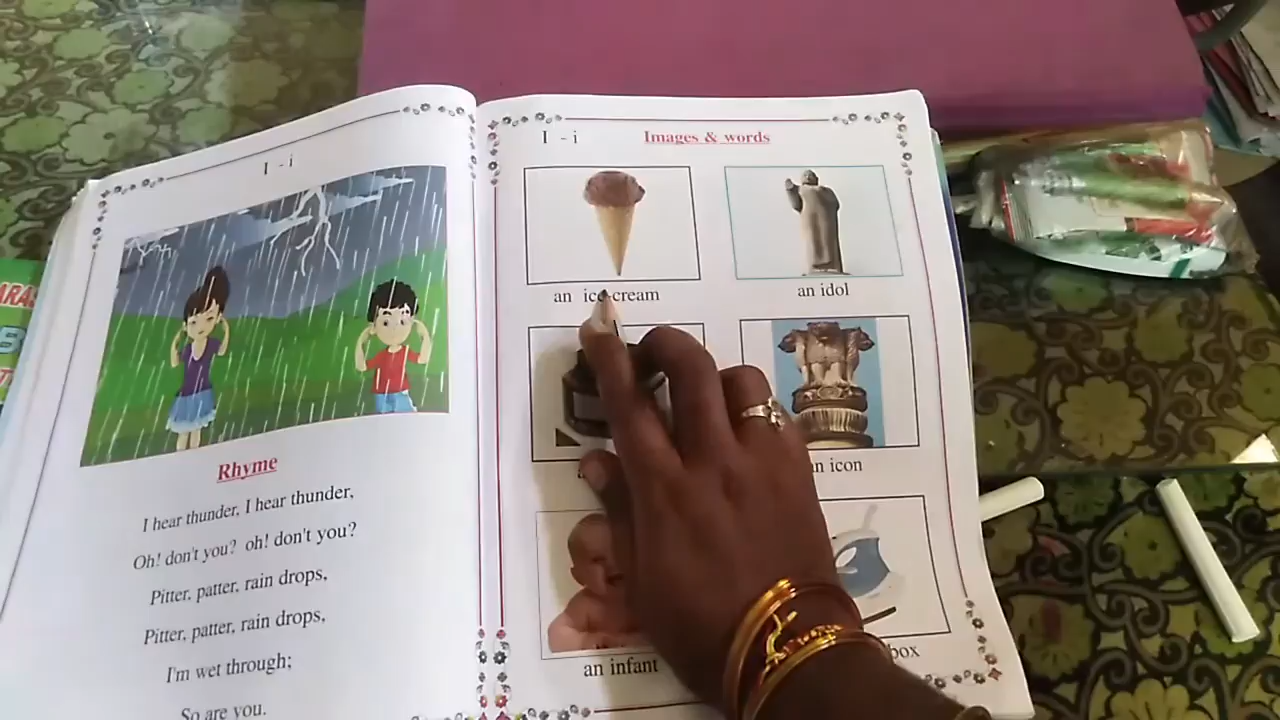 I - i
Rhyme
I hear thunder, I hear thunder,
Oh! don't you? oh! don't you?
Pitter, patter, rain drops,
Pitter, patter, rain drops,
I'm wet through;
So are you.
I - i
Images & words
an ice-cream
an idol
an icon
an infant
box